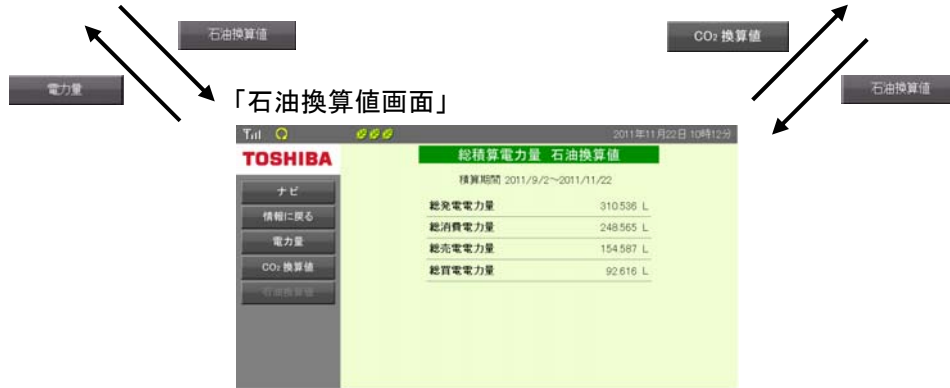 石油換算値
CO₂ 換算値
電力量
石油換算値
「石油換算値画面」
2011年11月22日 10時12分
TOSHIBA
総積算電力量 石油換算値
積算期間 2011/9/2～2011/11/22
ナビ
情報に戻る
電力量
CO₂ 換算値
石油換算値
総発電電力量 310.536 L
総消費電力量 248.565 L
総売電電力量 154.587 L
総買電電力量 92.616 L